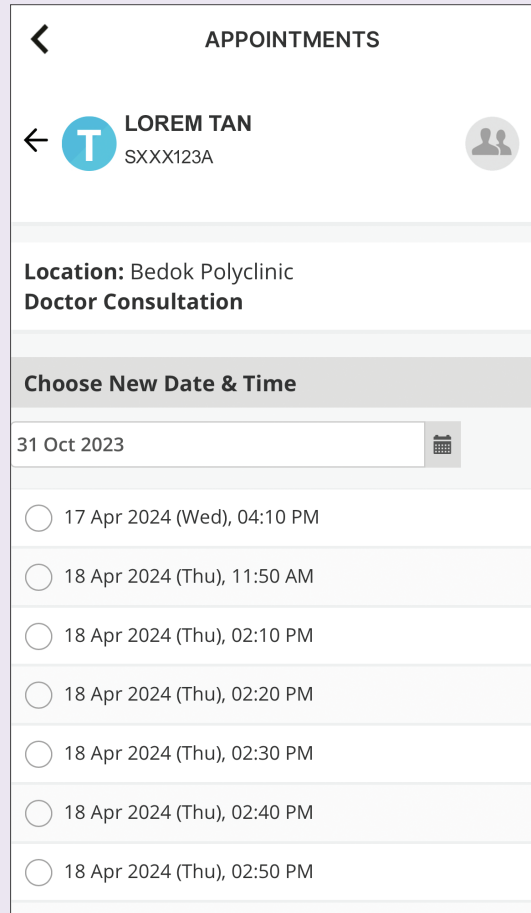 APPOINTMENTS
T
LOREM TAN
SXXX123A
Location: Bedok Polyclinic
Doctor Consultation
Choose New Date & Time
31 Oct 2023
17 Apr 2024 (Wed), 04:10 PM
18 Apr 2024 (Thu), 11:50 AM
18 Apr 2024 (Thu), 02:10 PM
18 Apr 2024 (Thu), 02:20 PM
18 Apr 2024 (Thu), 02:30 PM
18 Apr 2024 (Thu), 02:40 PM
18 Apr 2024 (Thu), 02:50 PM